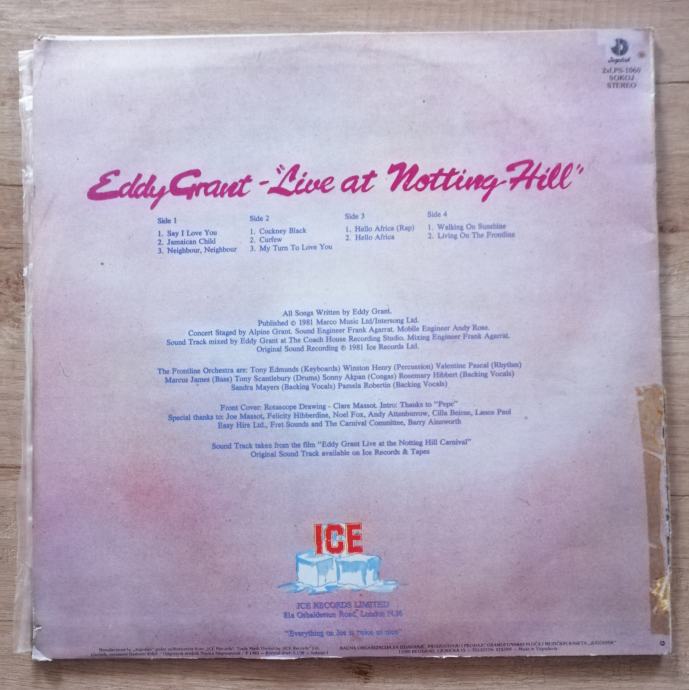 Jugodisk
2xLPS-1060
SOKOJ
STEREO
Eddy Grant - "Live at Notting-Hill"
Side 1
1. Say I Love You
2. Jamaican Child
3. Neighbour, Neighbour
Side 2
1. Cockney Black
2. Curfew
3. My Turn To Love You
Side 3
1. Hello Africa (Rap)
2. Hello Africa
Side 4
1. Walking On Sunshine
2. Living On The Frontline
All Songs Written by Eddy Grant.
Published © 1981 Marco Music Ltd/Intersong Ltd.
Concert Staged by Alpine Grant. Sound Engineer Frank Agarrat. Mobile Engineer Andy Rose.
Sound Track mixed by Eddy Grant at The Coach House Recording Studio. Mixing Engineer Frank Agarrat.
Original Sound Recording ℗ 1981 Ice Records Ltd.
The Frontline Orchestra are: Tony Edmunds (Keyboards) Winston Henry (Percussion) Valentine Pascal (Rhythm)
Marcus James (Bass) Tony Scantlebury (Drums) Sonny Akpan (Congas) Rosemary Hibbert (Backing Vocals)
Sandra Mayers (Backing Vocals) Pamela Robertin (Backing Vocals)
Front Cover: Rotascope Drawing - Clare Massot. Intro: Thanks to "Pepe"
Special thanks to: Joe Massot, Felicity Hibberdine, Noel Fox, Andy Attenburrow, Cilla Beirne, Lance Paul
Easy Hire Ltd., Fret Sounds and The Carnival Committee, Barry Ainsworth
Sound Track taken from the film "Eddy Grant Live at the Notting Hill Carnival"
Original Sound Track available on Ice Records & Tapes
ICE
ICE RECORDS LIMITED
81a Osbaldeston Road, London N.16
"Everything on Ice is twice as nice"